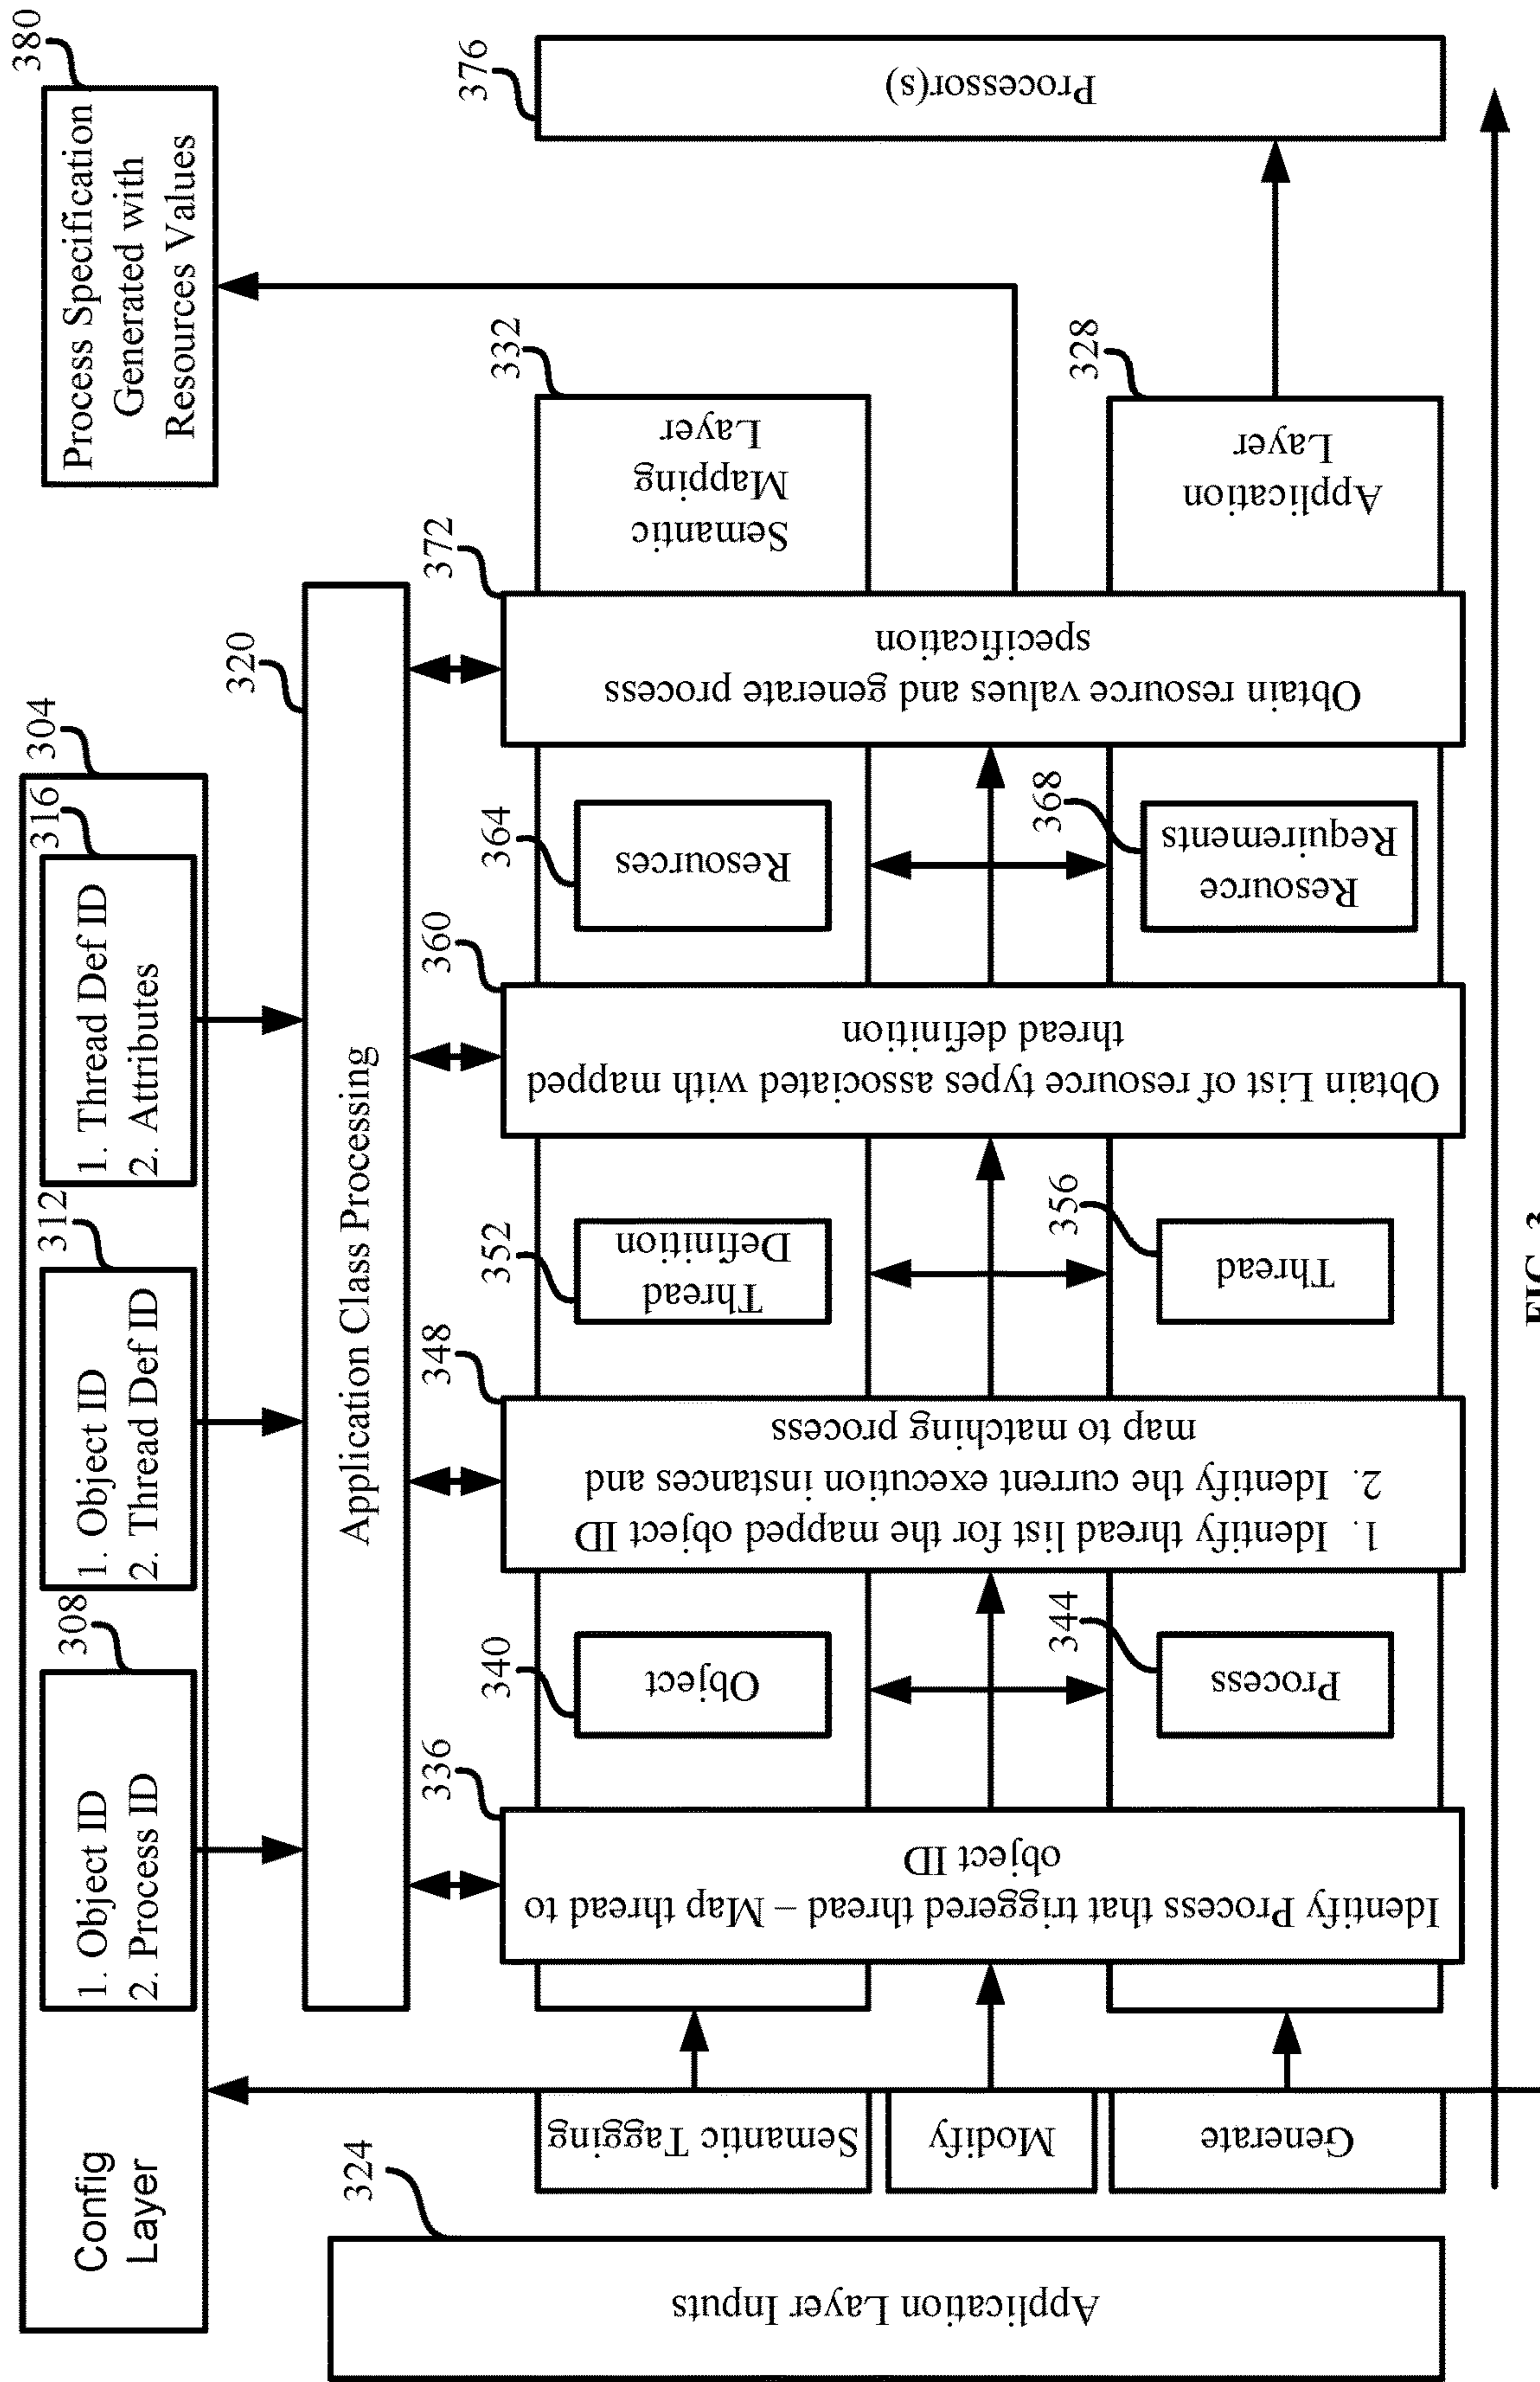 380
Process Specification
Generated with
Resources Values
376
Processor(s)
304
Config
Layer
308
1. Object ID
2. Process ID
312
1. Object ID
2. Thread Def ID
316
1. Thread Def ID
2. Attributes
320
Application Class Processing
324
Application Layer Inputs
Semantic Tagging
Modify
Generate
332
Semantic
Mapping
Layer
328
Application
Layer
336
Identify Process that triggered thread – Map thread to
object ID
340
Object
344
Process
348
1. Identify thread list for the mapped object ID
2. Identify the current execution instances and
map to matching process
352
Thread
Definition
356
Thread
360
Obtain List of resource types associated with mapped
thread definition
364
Resources
368
Resource
Requirements
372
Obtain resource values and generate process
specification
FIG. 3